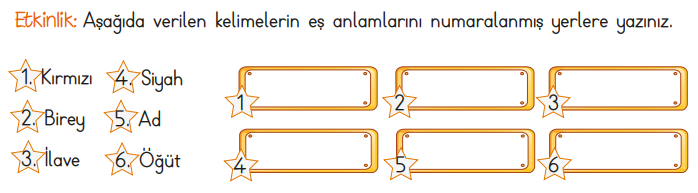 Etkinlik: Aşağıda verilen kelimelerin eş anlamlarını numaralanmış yerlere yazınız.
1. Kırmızı 4. Siyah
2. Birey 5. Ad
3. İlave 6. Öğüt
1 2 3
4 5 6